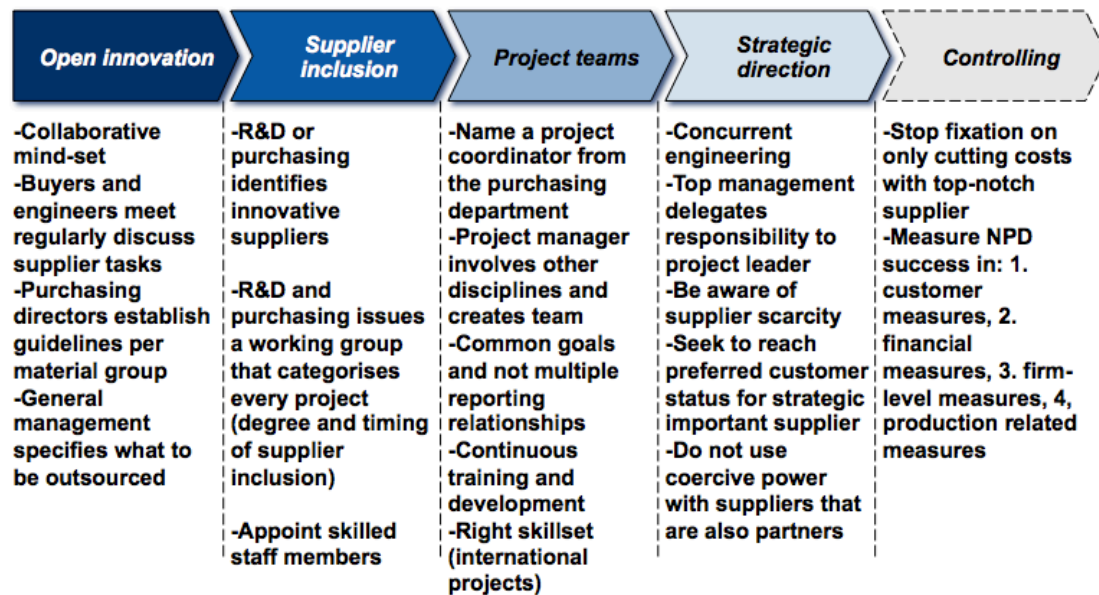 Open innovation
Supplier
inclusion
Project teams
Strategic
direction
Controlling
-Collaborative
mind-set
-Buyers and
engineers meet
regularly discuss
supplier tasks
-Purchasing
directors establish
guidelines per
material group
-General
management
specifies what to
be outsourced
-R&D or
purchasing
identifies
innovative
suppliers
-R&D and
purchasing issues
a working group
that categorises
every project
(degree and timing
of supplier
inclusion)
-Appoint skilled
staff members
-Name a project
coordinator from
the purchasing
department
-Project manager
involves other
disciplines and
creates team
-Common goals
and not multiple
reporting
relationships
-Continuous
training and
development
-Right skillset
(international
projects)
-Concurrent
engineering
-Top management
delegates
responsibility to
project leader
-Be aware of
supplier scarcity
-Seek to reach
preferred customer
status for strategic
important supplier
-Do not use
coercive power
with suppliers that
are also partners
-Stop fixation on
only cutting costs
with top-notch
supplier
-Measure NPD
success in: 1.
customer
measures, 2.
financial
measures, 3. firm-
level measures, 4,
production related
measures